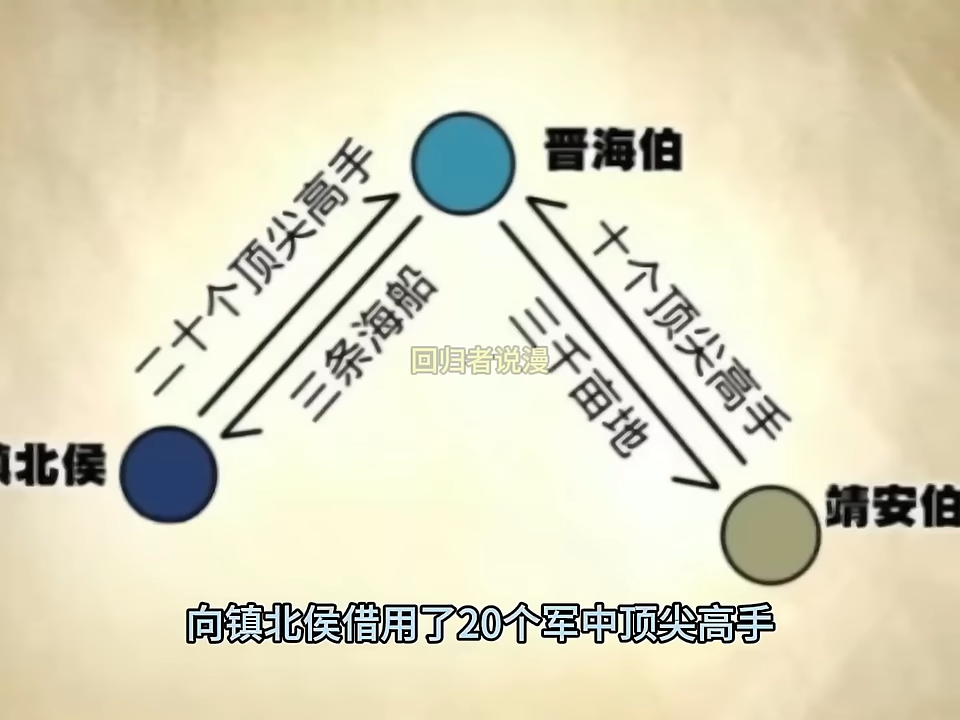 晋海伯
二十个顶尖高手
三条海船
十个顶尖高手
三千亩地
回归者说漫
镇北侯
靖安伯
向镇北侯借用了20个军中顶尖高手